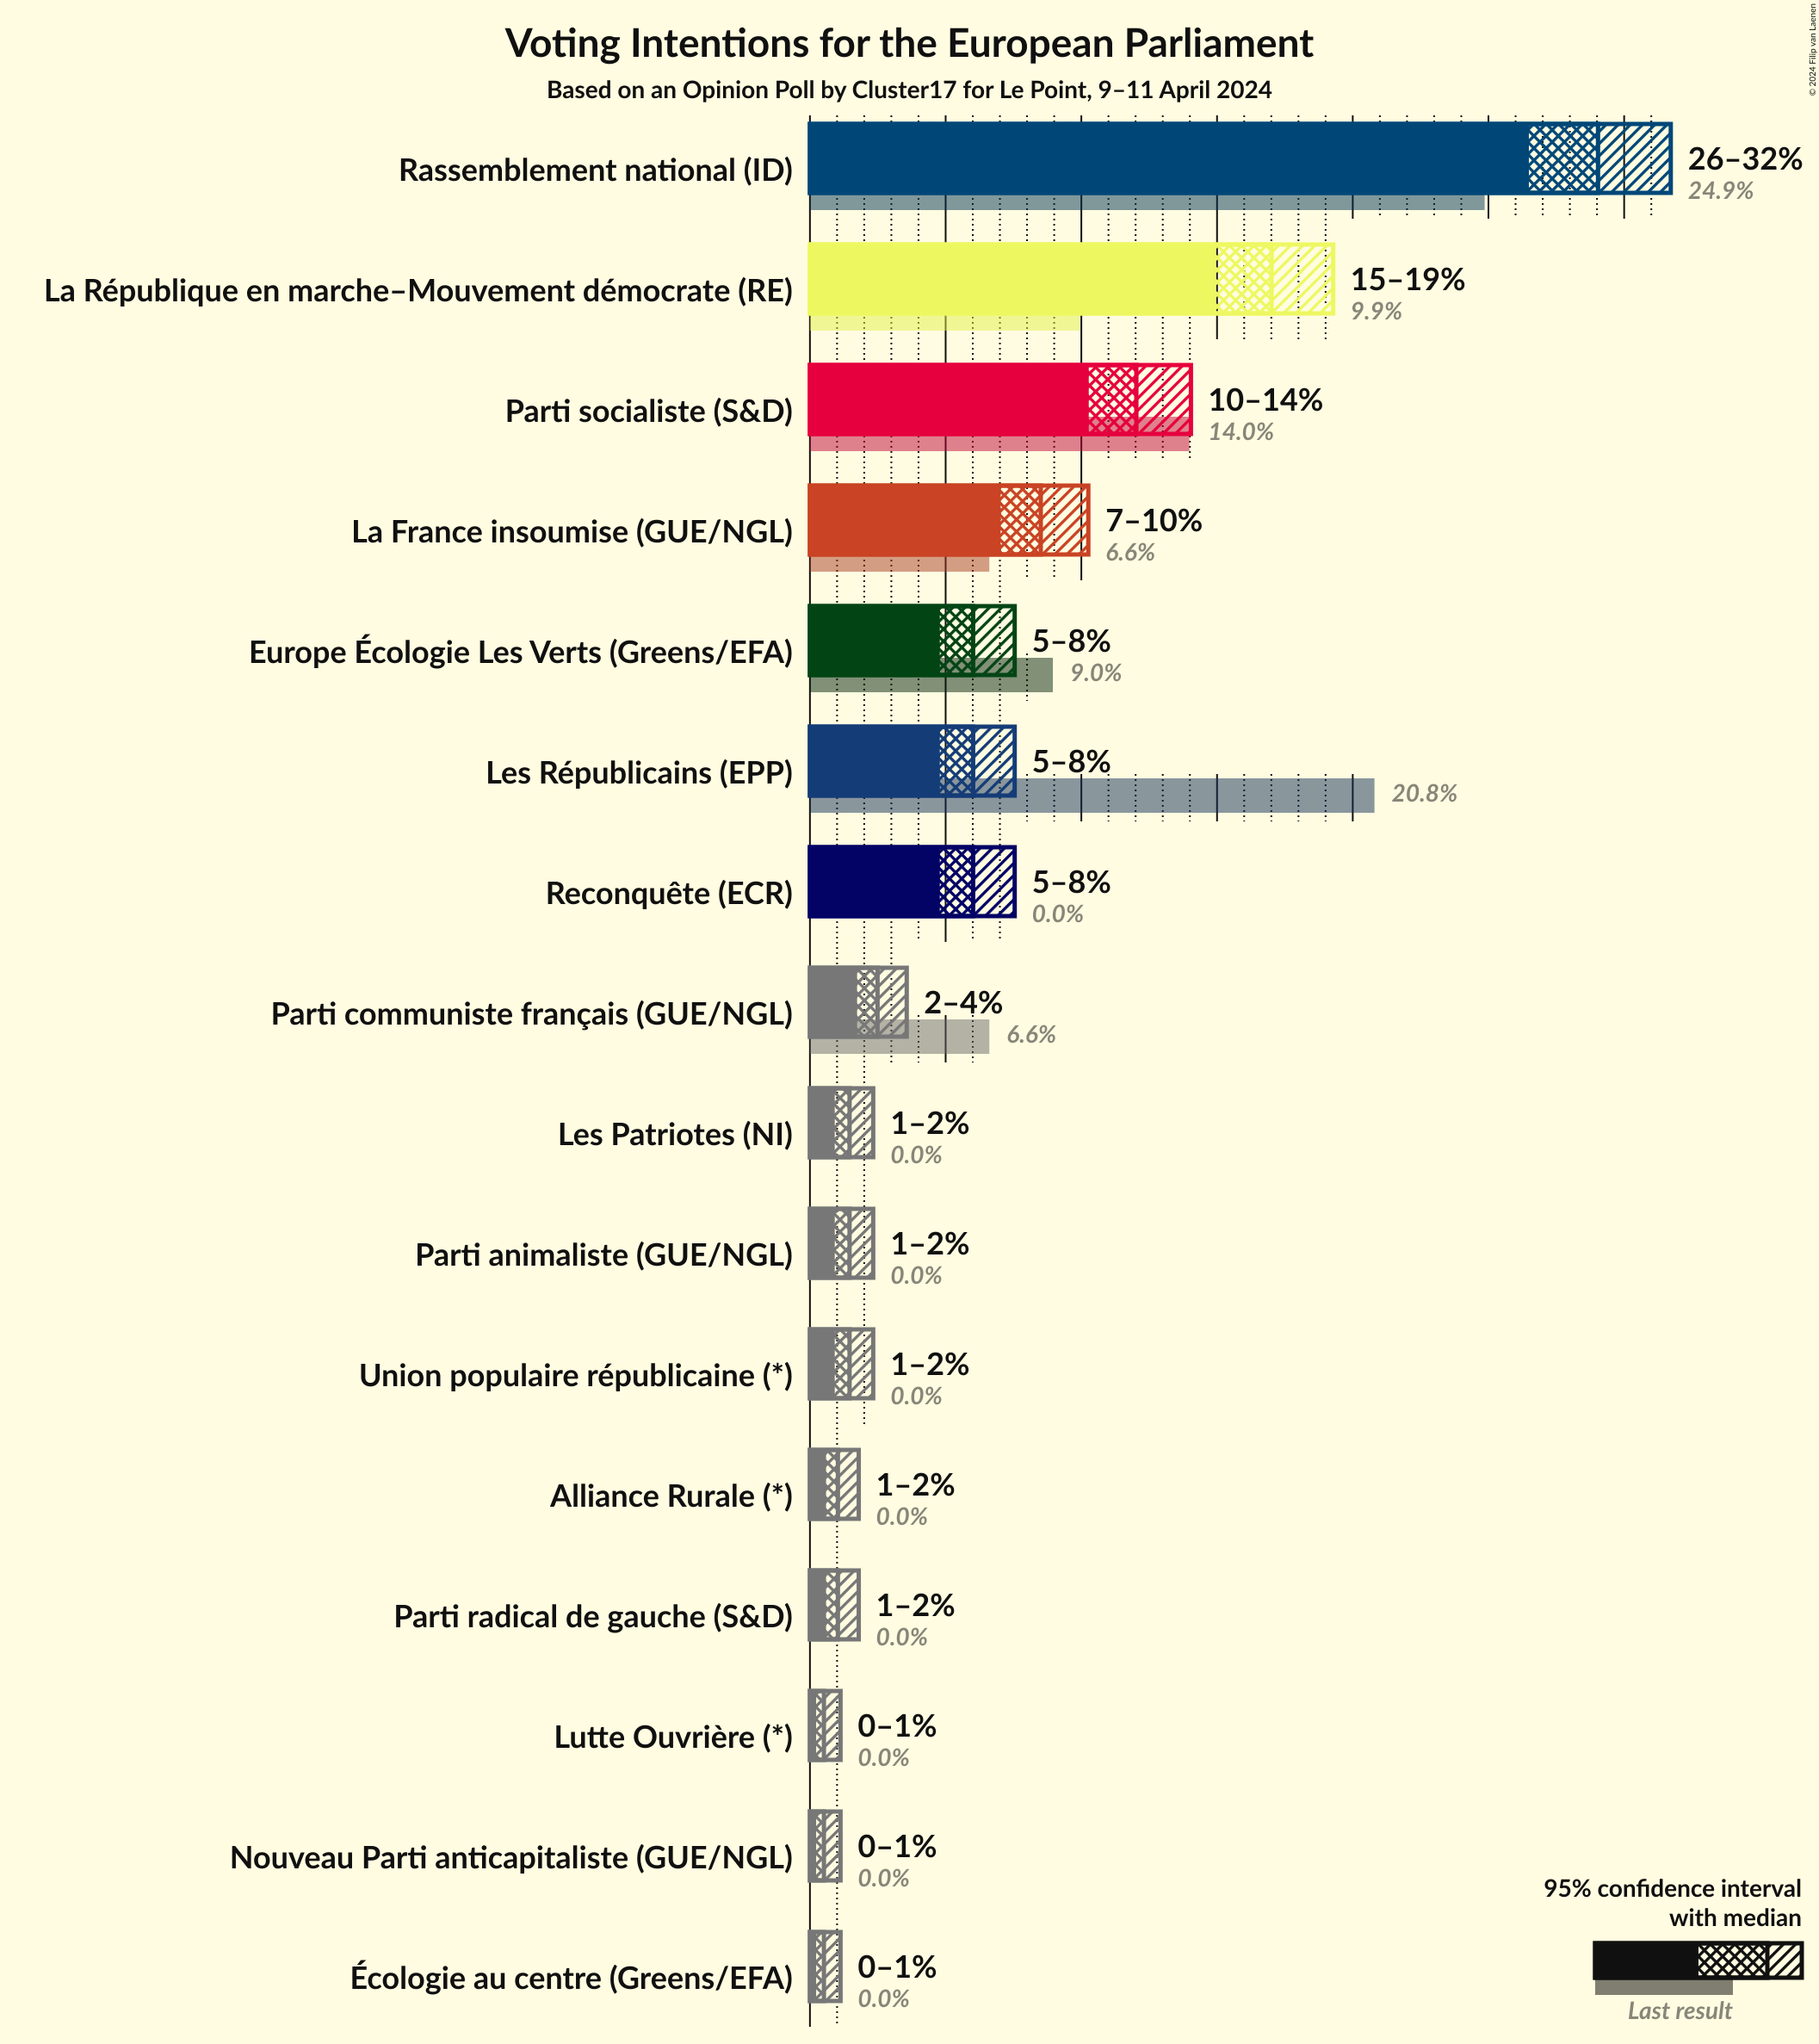 Voting Intentions for the European Parliament
Based on an Opinion Poll by Cluster17 for Le Point, 9–11 April 2024
© 2024 Filip van Laenen
Rassemblement national (ID)
26–32%
24.9%
La République en marche–Mouvement démocrate (RE)
15–19%
9.9%
Parti socialiste (S&D)
10–14%
14.0%
La France insoumise (GUE/NGL)
7–10%
6.6%
Europe Écologie Les Verts (Greens/EFA)
5–8%
9.0%
Les Républicains (EPP)
5–8%
20.8%
Reconquête (ECR)
5–8%
0.0%
Parti communiste français (GUE/NGL)
2–4%
6.6%
Les Patriotes (NI)
1–2%
0.0%
Parti animaliste (GUE/NGL)
1–2%
0.0%
Union populaire républicaine (*)
1–2%
0.0%
Alliance Rurale (*)
1–2%
0.0%
Parti radical de gauche (S&D)
1–2%
0.0%
Lutte Ouvrière (*)
0–1%
0.0%
Nouveau Parti anticapitaliste (GUE/NGL)
0–1%
0.0%
Écologie au centre (Greens/EFA)
0–1%
0.0%
95% confidence interval
with median
Last result